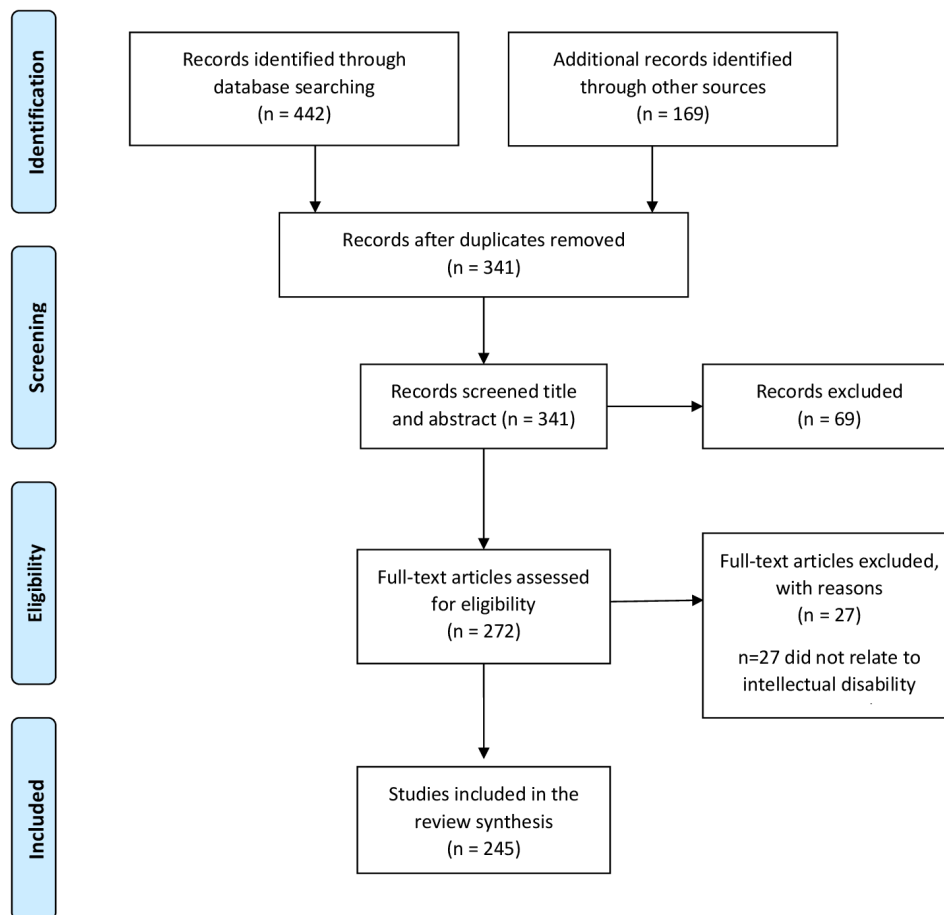 Identification
Records identified through
database searching
(n = 442)
Additional records identified
through other sources
(n = 169)
Records after duplicates removed
(n = 341)
Screening
Records screened title
and abstract (n = 341)
Records excluded
(n = 69)
Eligibility
Full-text articles assessed
for eligibility
(n = 272)
Full-text articles excluded,
with reasons
(n = 27)
n=27 did not relate to
intellectual disability
Included
Studies included in the
review synthesis
(n = 245)